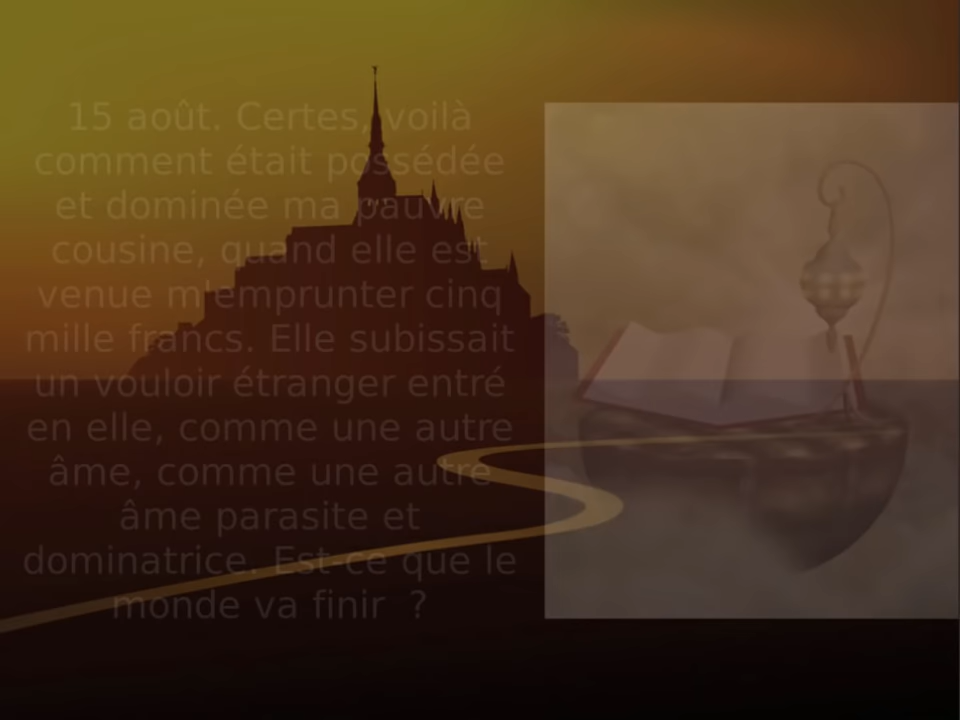 15 août. Certes, voilà
comment était possédée
et dominée ma pauvre
cousine, quand elle est
venue m'emprunter cinq
mille francs. Elle subissait
un vouloir étranger entré
en elle, comme une autre
âme, comme une autre
âme parasite et
dominatrice. Est-ce que le
monde va finir ?